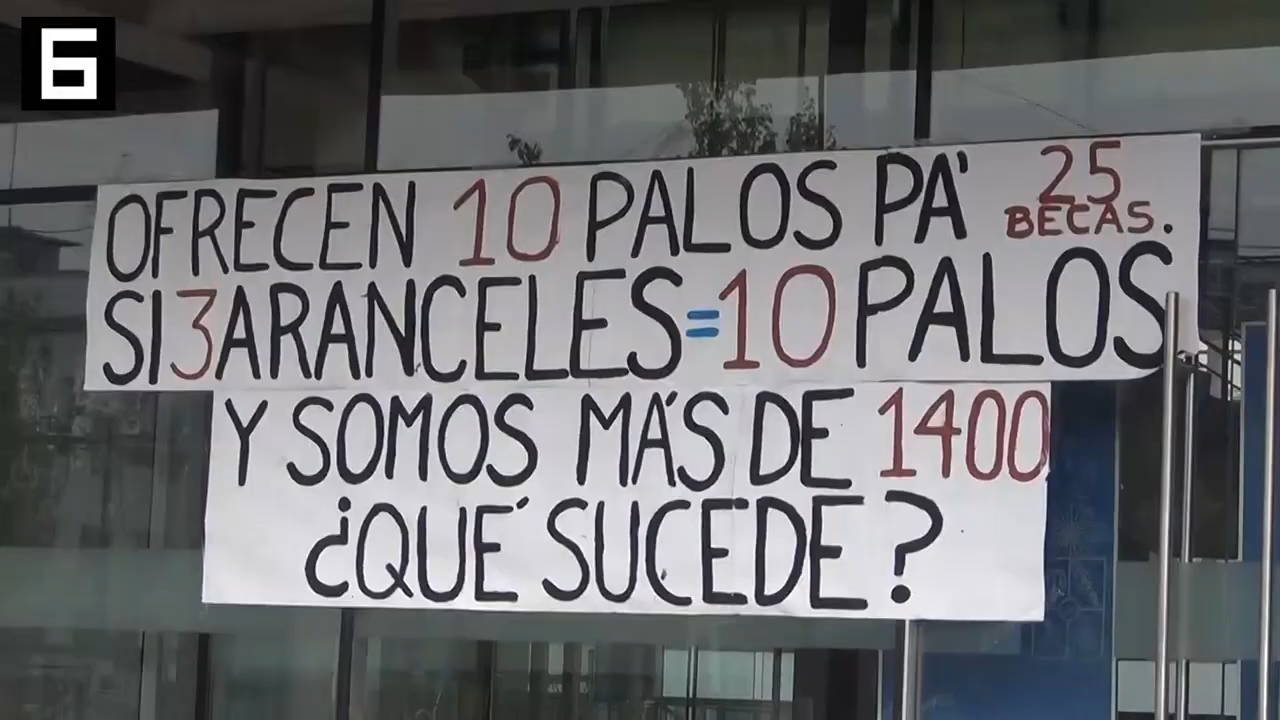 6
OFRECEN 10 PALOS PA' 25 BECAS.
SI 3 ARANCELES = 10 PALOS
Y SOMOS MÁS DE 1400
¿QUÉ SUCEDE?